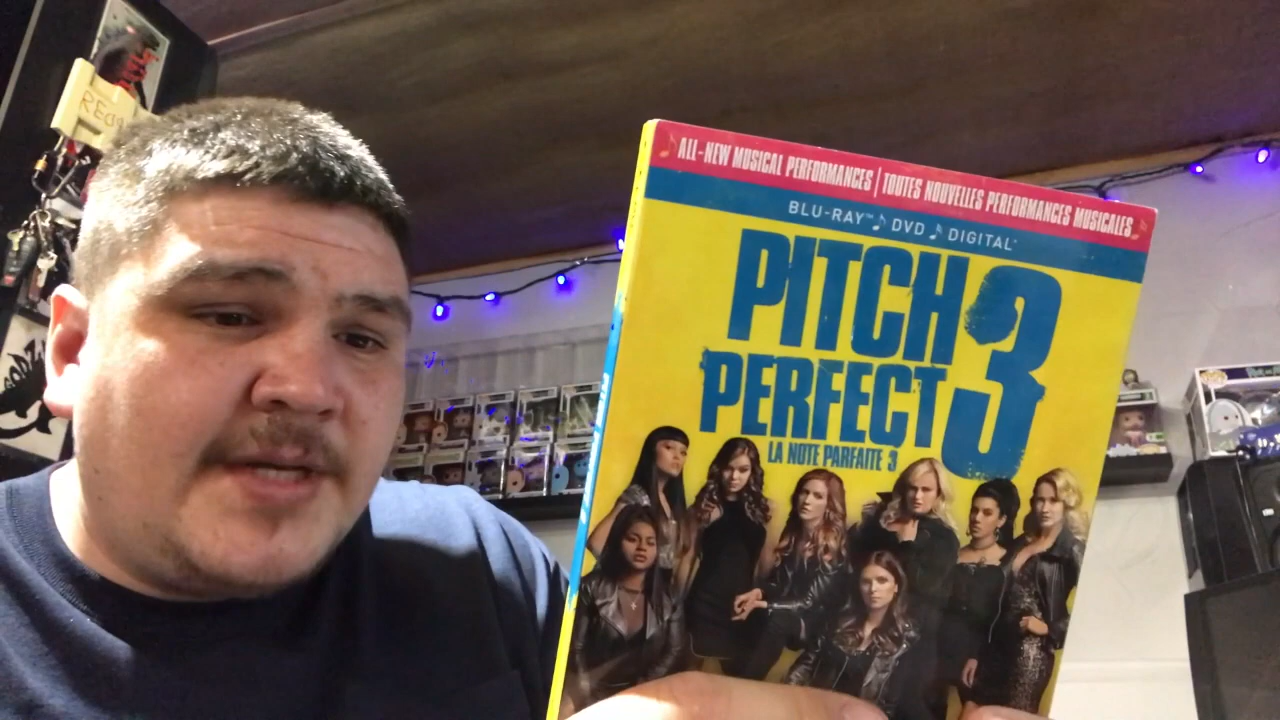 ALL-NEW MUSICAL PERFORMANCES | TOUTES NOUVELLES PERFORMANCES MUSICALES
BLU-RAY™ DVD DIGITAL
PITCH
PERFECT 3
LA NOTE PARFAITE 3